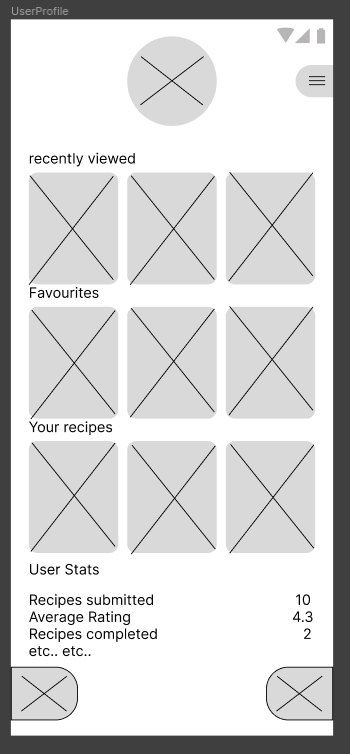 UserProfile
recently viewed
Favourites
Your recipes
User Stats
Recipes submitted 10
Average Rating 4.3
Recipes completed 2
etc.. etc..